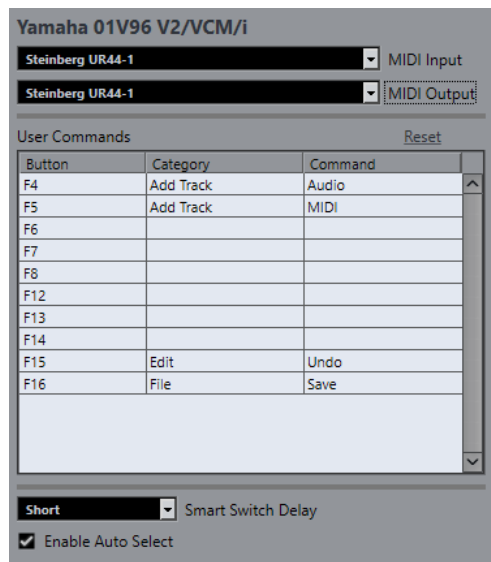 Yamaha 01V96 V2/VCM/i
Steinberg UR44-1 MIDI Input
Steinberg UR44-1 MIDI Output
User Commands Reset
Button Category Command
F4 Add Track Audio
F5 Add Track MIDI
F6
F7
F8
F12
F13
F14
F15 Edit Undo
F16 File Save
Short Smart Switch Delay
Enable Auto Select